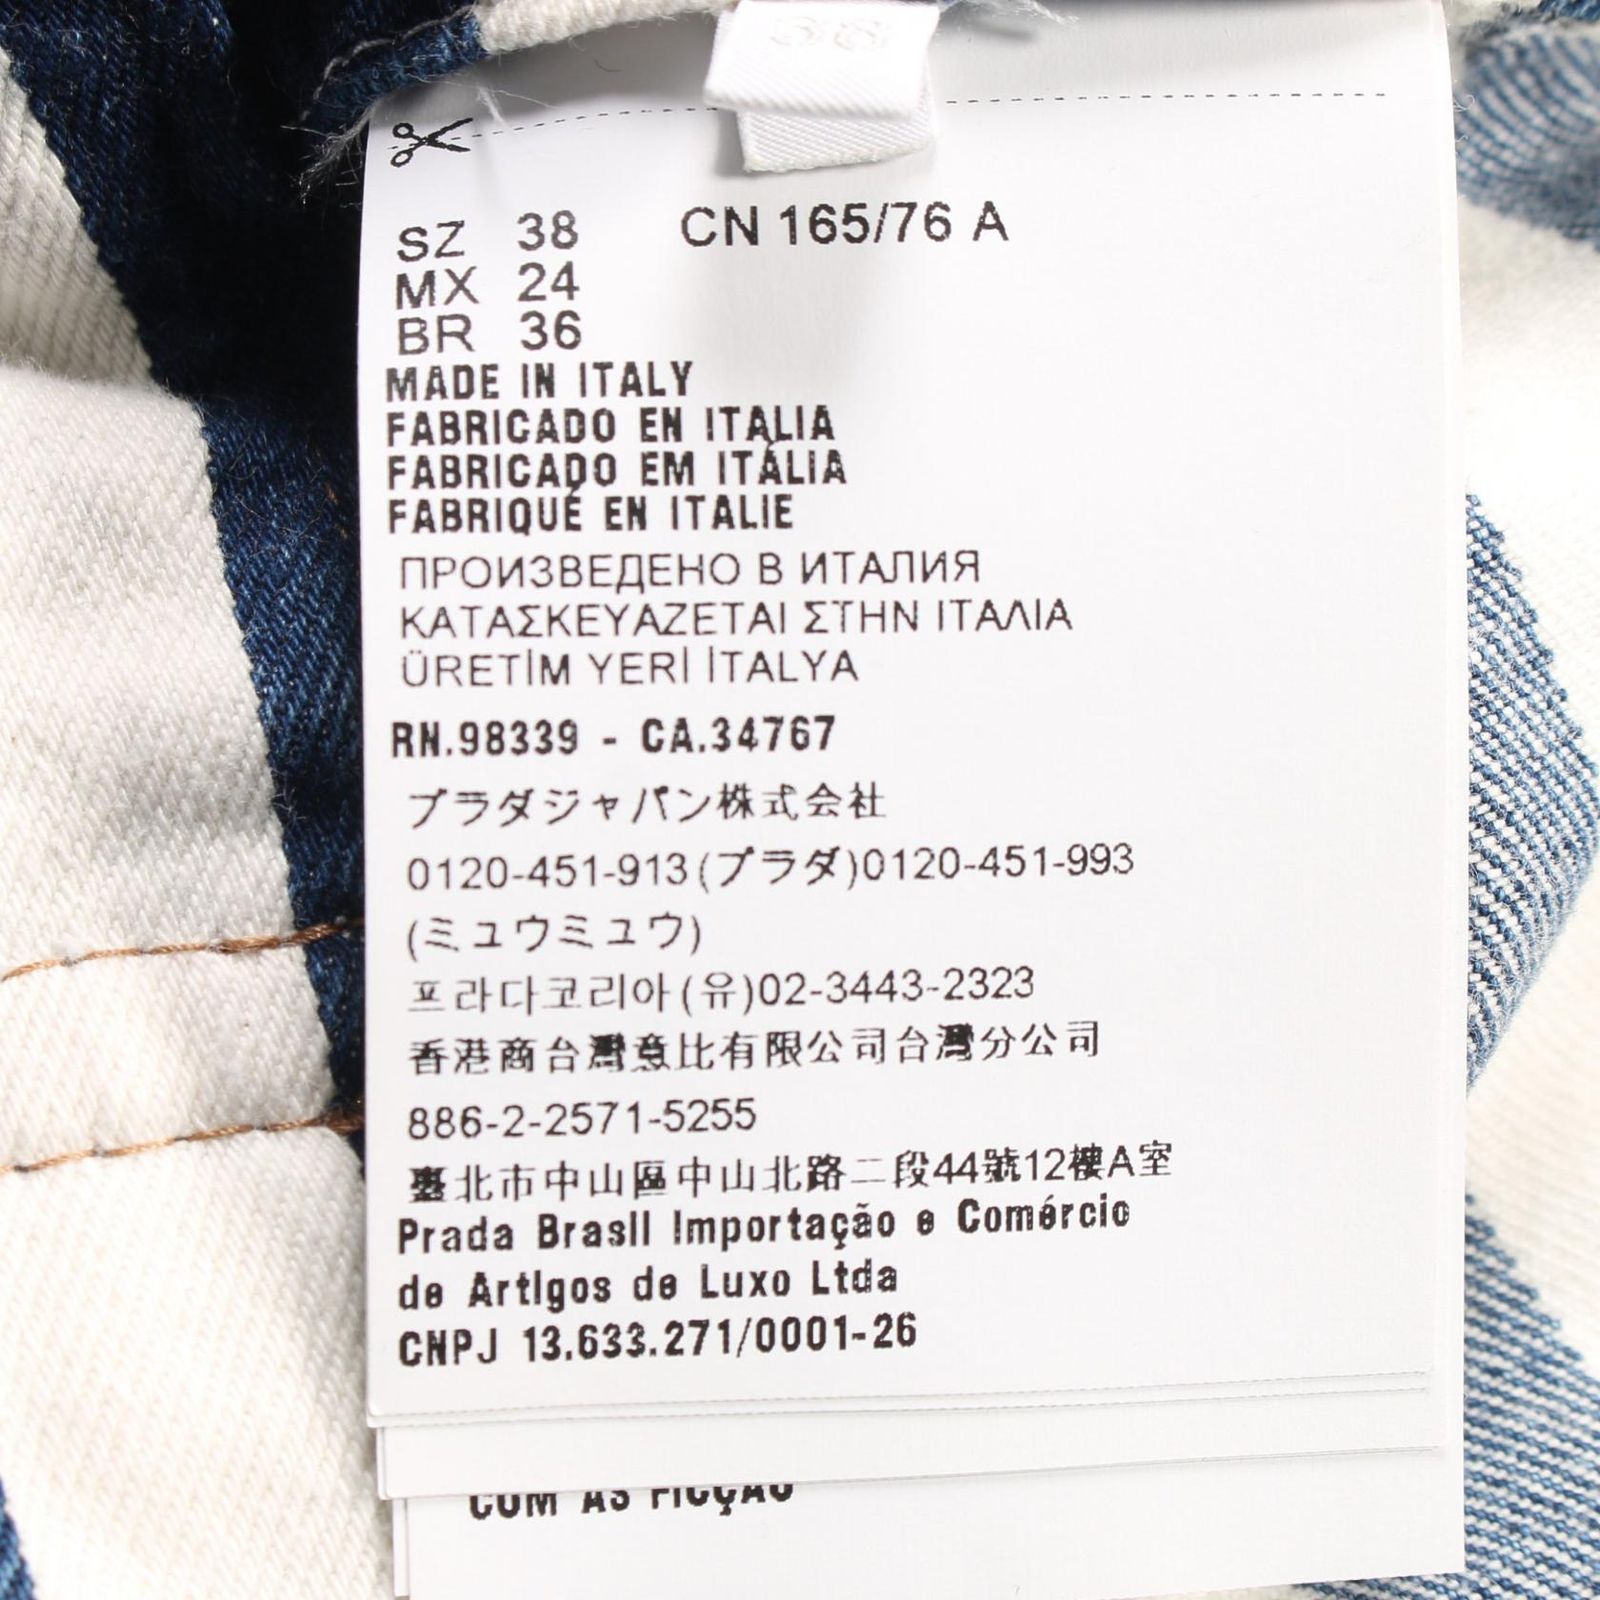 38
SZ 38 CN 165/76 A
MX 24
BR 36
MADE IN ITALY
FABRICADO EN ITALIA
FABRICADO EM ITÁLIA
FABRIQUÉ EN ITALIE
ПРОИЗВЕДЕНО В ИТАЛИЯ
ΚΑΤΑΣΚΕΥΑΖΕΤΑΙ ΣΤΗΝ ΙΤΑΛΙΑ
ÜRETİM YERİ İTALYA
RN.98339 - CA.34767
プラダジャパン株式会社
0120-451-913(プラダ)0120-451-993
(ミュウミュウ)
프라다코리아(유)02-3443-2323
香港商台灣意比有限公司台灣分公司
886-2-2571-5255
臺北市中山區中山北路二段44號12樓A室
Prada Brasil Importação e Comércio
de Artigos de Luxo Ltda
CNPJ 13.633.271/0001-26
COM AS FICÇAO